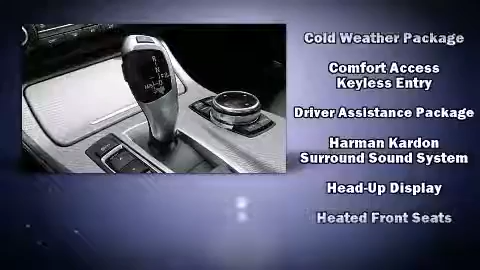 Cold Weather Package
Comfort Access
Keyless Entry
Driver Assistance Package
Harman Kardon
Surround Sound System
Head-Up Display
Heated Front Seats
R
N